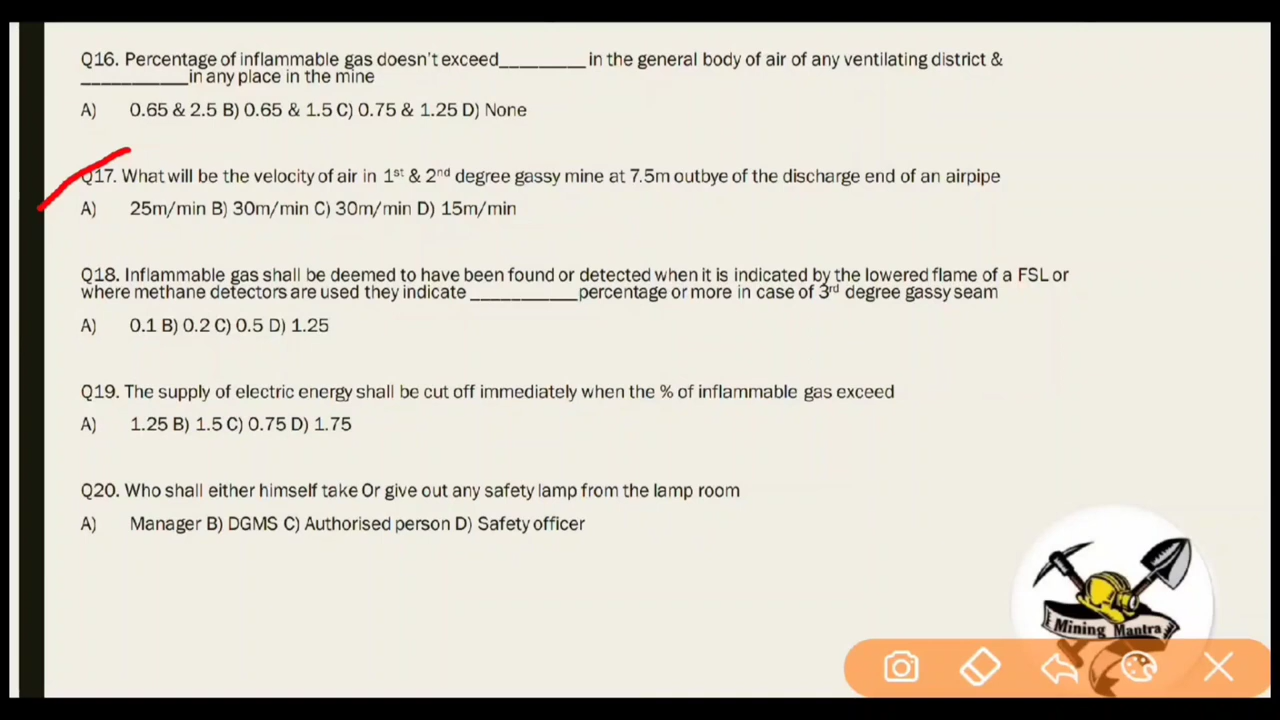 Q16. Percentage of inflammable gas doesn't exceed_________ in the general body of air of any ventilating district &
___________in any place in the mine
A) 0.65 & 2.5 B) 0.65 & 1.5 C) 0.75 & 1.25 D) None
Q17. What will be the velocity of air in 1st & 2nd degree gassy mine at 7.5m outbye of the discharge end of an airpipe
A) 25m/min B) 30m/min C) 30m/min D) 15m/min
Q18. Inflammable gas shall be deemed to have been found or detected when it is indicated by the lowered flame of a FSL or
where methane detectors are used they indicate ___________percentage or more in case of 3rd degree gassy seam
A) 0.1 B) 0.2 C) 0.5 D) 1.25
Q19. The supply of electric energy shall be cut off immediately when the % of inflammable gas exceed
A) 1.25 B) 1.5 C) 0.75 D) 1.75
Q20. Who shall either himself take Or give out any safety lamp from the lamp room
A) Manager B) DGMS C) Authorised person D) Safety officer
Mining Mantra